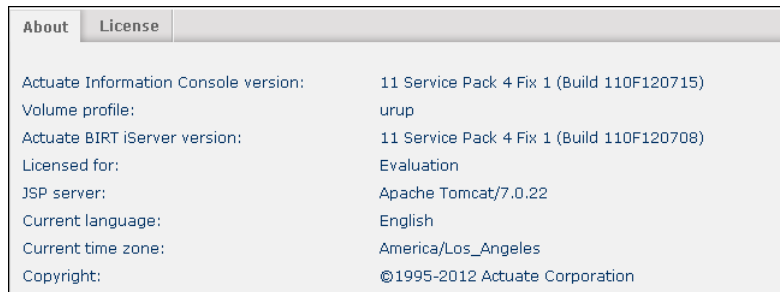 About License
Actuate Information Console version: 11 Service Pack 4 Fix 1 (Build 110F120715)
Volume profile: urup
Actuate BIRT iServer version: 11 Service Pack 4 Fix 1 (Build 110F120708)
Licensed for: Evaluation
JSP server: Apache Tomcat/7.0.22
Current language: English
Current time zone: America/Los_Angeles
Copyright: ©1995-2012 Actuate Corporation